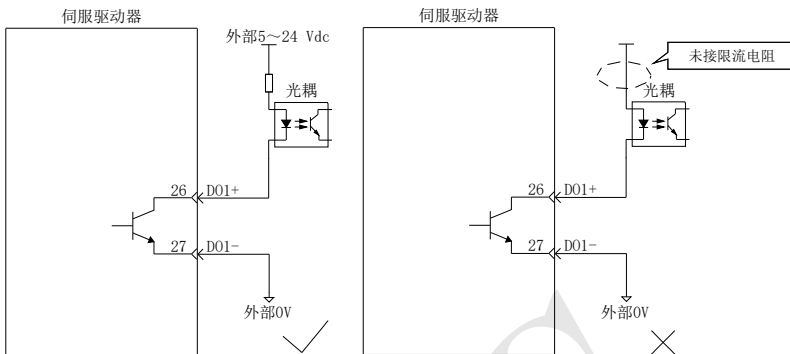 伺服驱动器
外部5～24 Vdc
光耦
26 DO1+
27 DO1-
外部0V
伺服驱动器
未接限流电阻
光耦
26 DO1+
27 DO1-
外部0V